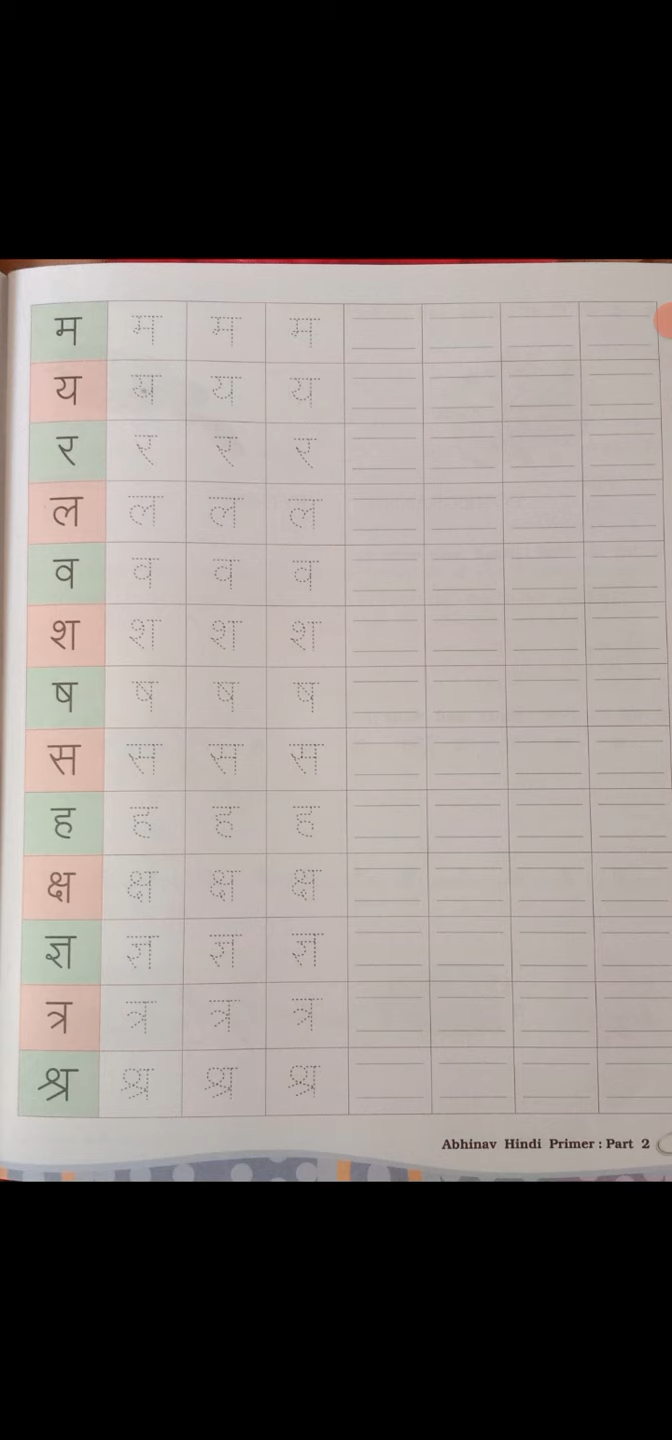 म म म म
य य य य
र र र र
ल ल ल ल
व व व व
श श श श
ष ष ष ष
स स स स
ह ह ह ह
क्ष क्ष क्ष क्ष
ज्ञ ज्ञ ज्ञ ज्ञ
त्र त्र त्र त्र
श्र श्र श्र श्र
Abhinav Hindi Primer : Part 2